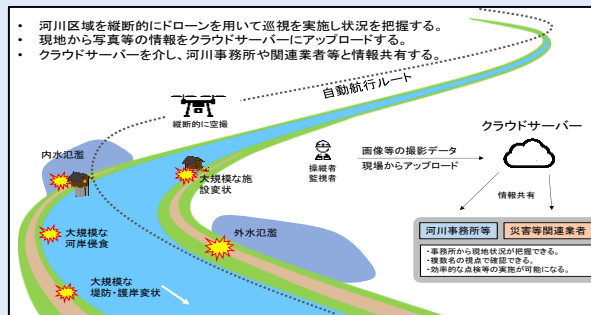 ・ 河川区域を縦断的にドローンを用いて巡視を実施し状況を把握する。
・ 現地から写真等の情報をクラウドサーバーにアップロードする。
・ クラウドサーバーを介し、河川事務所や関連業者等と情報共有する。
自動航行ルート
縦断的に空撮
クラウドサーバー
内水氾濫
操縦者
監視者
画像等の撮影データ
現場からアップロード
大規模な施
設変状
情報共有
大規模な
河岸侵食
外水氾濫
河川事務所等
災害等関連業者
・事務所から現地状況が把握できる。
・複数名の視点で確認できる。
・効率的な点検等の実施が可能になる。
大規模な
堤防・護岸変状